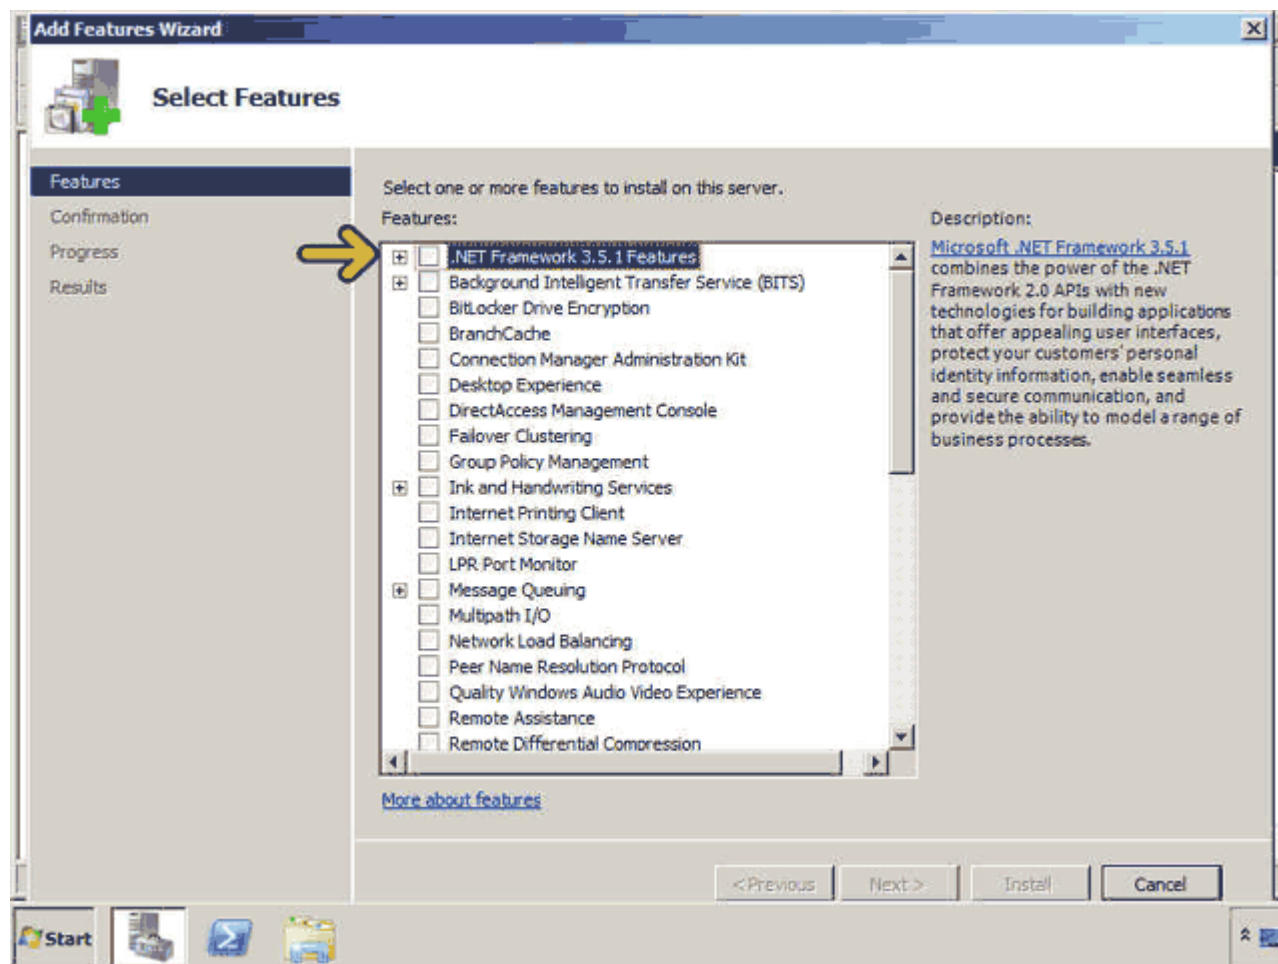 Add Features Wizard
Select Features
Features
Confirmation
Progress
Results
Select one or more features to install on this server.
Features:
.NET Framework 3.5.1 Features
Background Intelligent Transfer Service (BITS)
BitLocker Drive Encryption
BranchCache
Connection Manager Administration Kit
Desktop Experience
DirectAccess Management Console
Failover Clustering
Group Policy Management
Ink and Handwriting Services
Internet Printing Client
Internet Storage Name Server
LPR Port Monitor
Message Queuing
Multipath I/O
Network Load Balancing
Peer Name Resolution Protocol
Quality Windows Audio Video Experience
Remote Assistance
Remote Differential Compression
More about features
Description:
Microsoft .NET Framework 3.5.1
combines the power of the .NET
Framework 2.0 APIs with new
technologies for building applications
that offer appealing user interfaces,
protect your customers' personal
identity information, enable seamless
and secure communication, and
provide the ability to model a range of
business processes.
< Previous
Next >
Install
Cancel
Start